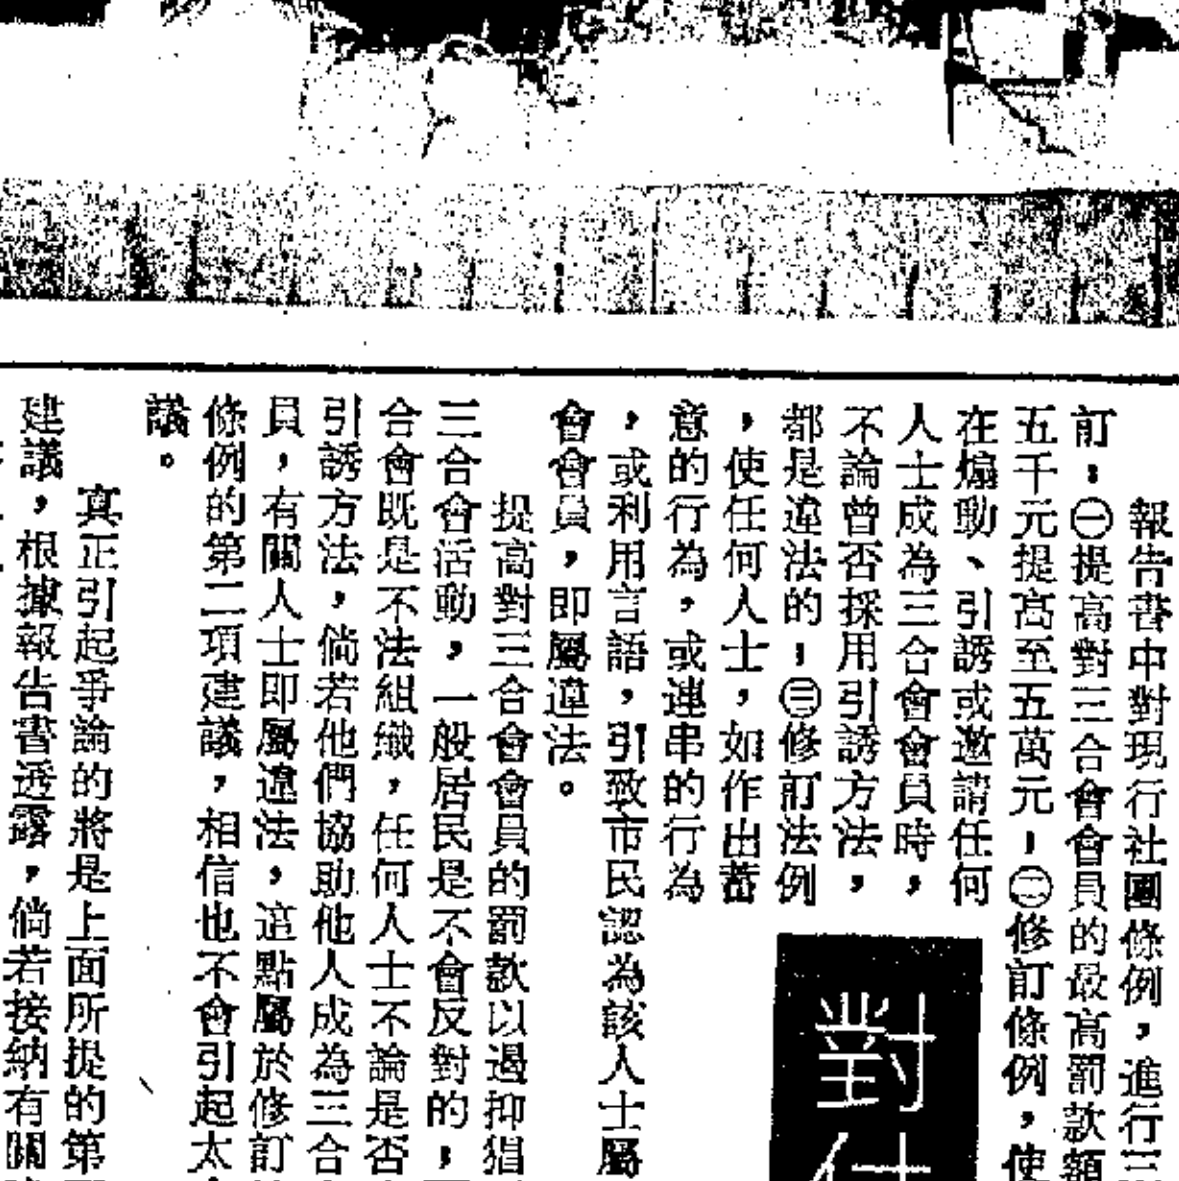 報告書中對現行社團條例，進行三
訂：㊀提高對三合會會員的最高罰款額
五千元提高至五萬元；㊁修訂條例，使
在煽動、引誘或邀請任何
人士成為三合會會員時，
不論曾否採用引誘方法，
都是違法的；㊂修訂法例
，使任何人士，如作出蓄
意的行為，或連串的行為
，或利用言語，引致市民認為該人士屬
會會員，即屬違法。
提高對三合會會員的罰款以遏抑猖
三合會活動，一般居民是不會反對的，
合會既是不法組織，任何人士不論是否
引誘方法，倘若他們協助他人成為三合
員，有關人士即屬違法，這點屬於修訂
條例的第二項建議，相信也不會引起太
議。
真正引起爭論的將是上面所提的第
建議，根據報告書透露，倘若接納有關
對